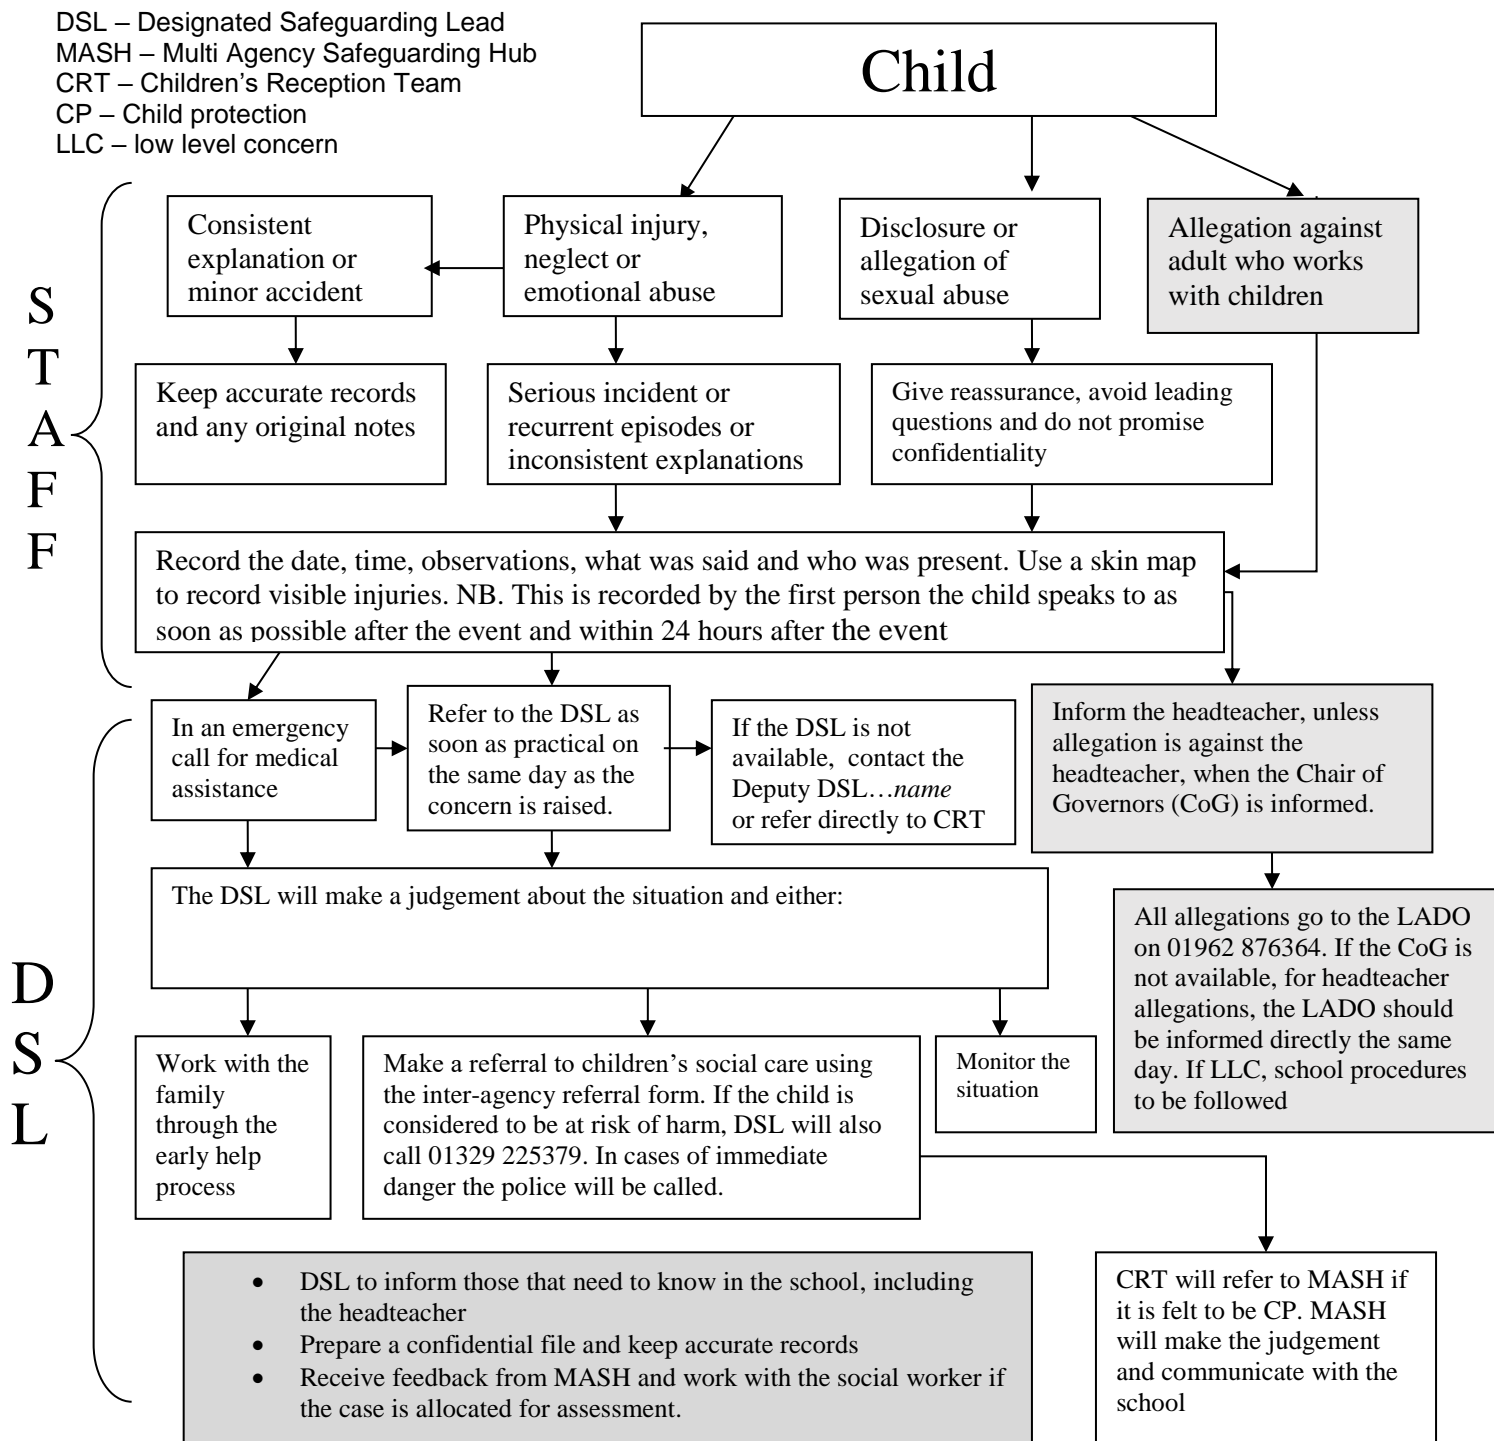 DSL – Designated Safeguarding Lead
MASH – Multi Agency Safeguarding Hub
CRT – Children's Reception Team
CP – Child protection
LLC – low level concern
Child
S
T
A
F
F
Consistent
explanation or
minor accident
Physical injury,
neglect or
emotional abuse
Disclosure or
allegation of
sexual abuse
Allegation against
adult who works
with children
Keep accurate records
and any original notes
Serious incident or
recurrent episodes or
inconsistent explanations
Give reassurance, avoid leading
questions and do not promise
confidentiality
Record the date, time, observations, what was said and who was present. Use a skin map
to record visible injuries. NB. This is recorded by the first person the child speaks to as
soon as possible after the event and within 24 hours after the event
D
S
L
In an emergency
call for medical
assistance
Refer to the DSL as
soon as practical on
the same day as the
concern is raised.
If the DSL is not
available,  contact the
Deputy DSL…name
or refer directly to CRT
Inform the headteacher, unless
allegation is against the
headteacher, when the Chair of
Governors (CoG) is informed.
The DSL will make a judgement about the situation and either:
All allegations go to the LADO
on 01962 876364. If the CoG is
not available, for headteacher
allegations, the LADO should
be informed directly the same
day. If LLC, school procedures
to be followed
Work with the
family
through the
early help
process
Make a referral to children's social care using
the inter-agency referral form. If the child is
considered to be at risk of harm, DSL will also
call 01329 225379. In cases of immediate
danger the police will be called.
Monitor the
situation
• DSL to inform those that need to know in the school, including
the headteacher
• Prepare a confidential file and keep accurate records
• Receive feedback from MASH and work with the social worker if
the case is allocated for assessment.
CRT will refer to MASH if
it is felt to be CP. MASH
will make the judgement
and communicate with the
school